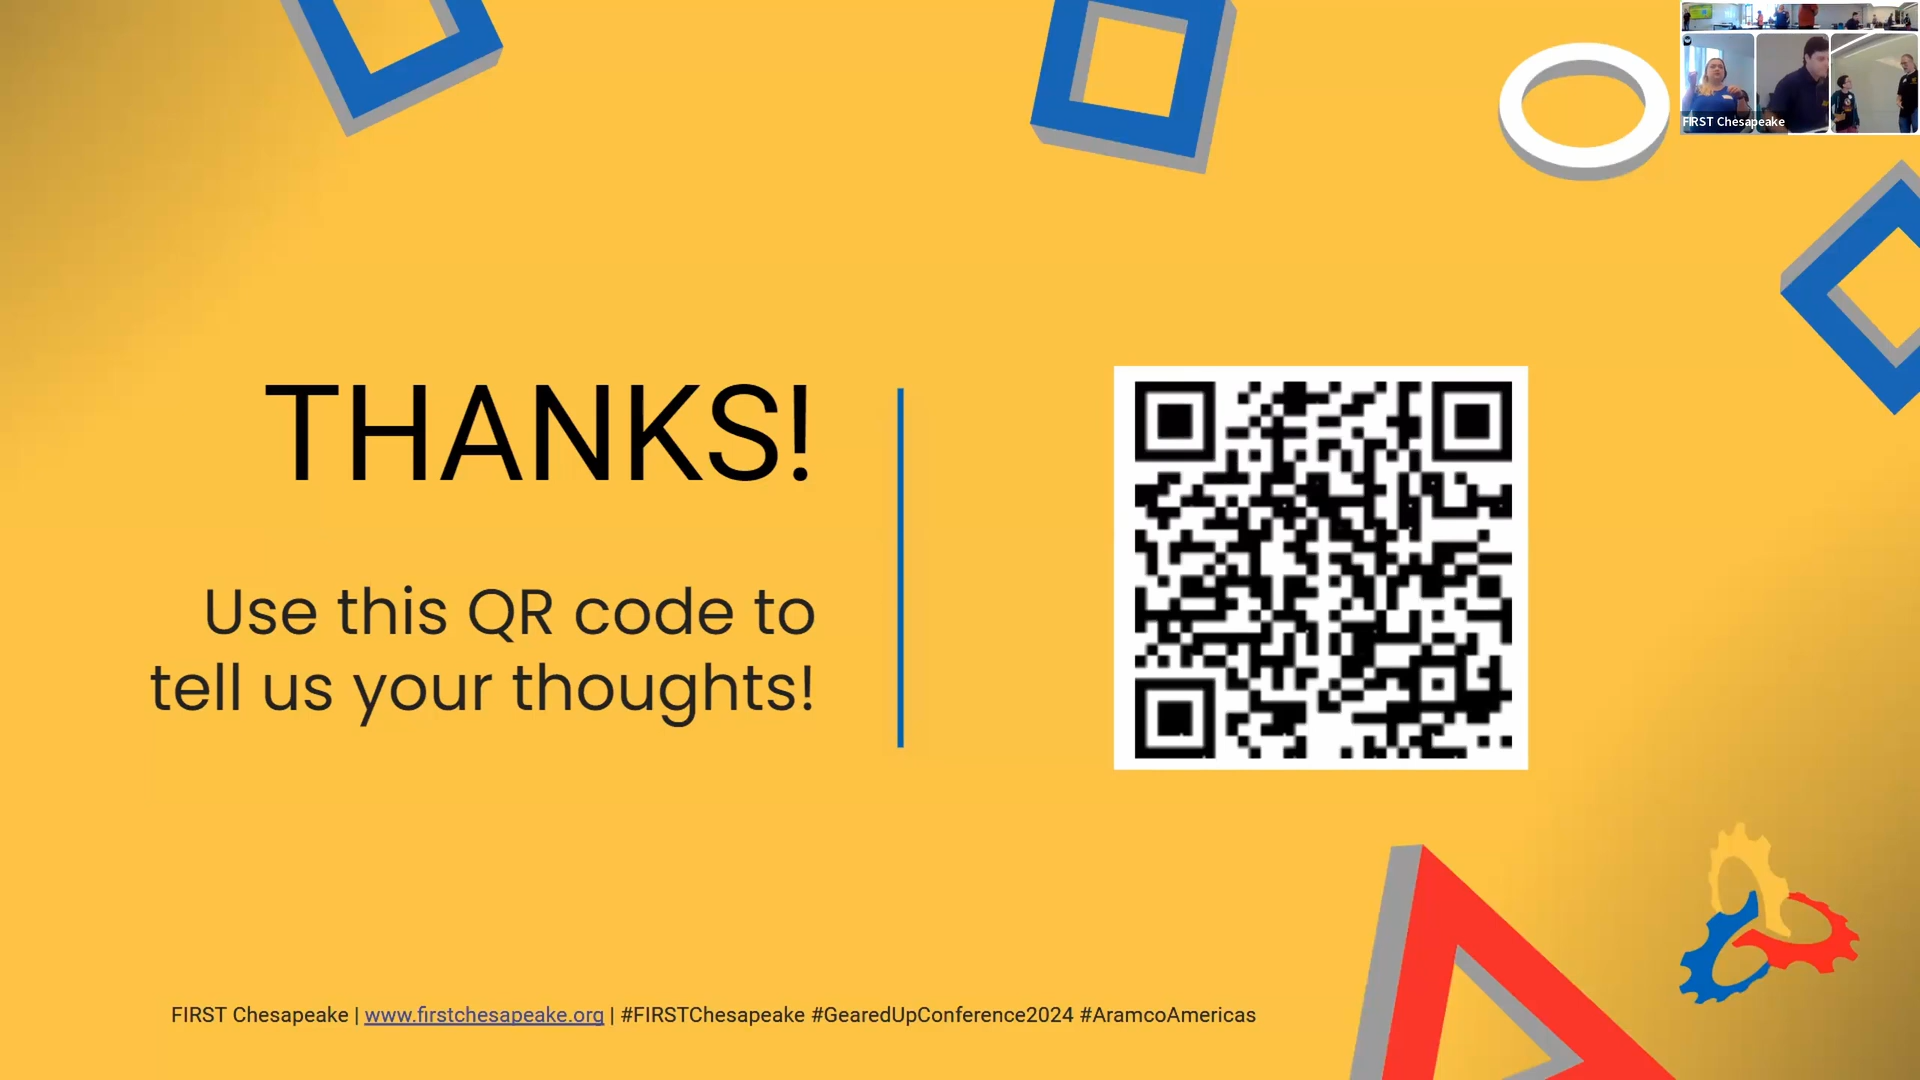 FIRST Chesapeake
THANKS!
Use this QR code to
tell us your thoughts!
FIRST Chesapeake | www.firstchesapeake.org | #FIRSTChesapeake #GearedUpConference2024 #AramcoAmericas